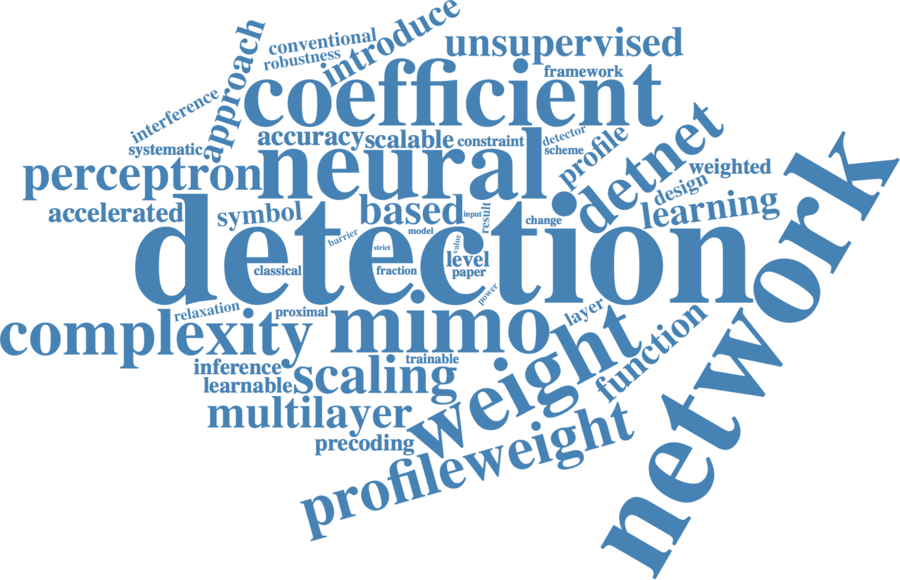 introduce
conventional
robustness
approach
unsupervised
framework
coefficient
interference
systematic
accuracy
scalable
constraint
detector
scheme
profile
detnet
weighted
design
learning
perceptron
neural
network
accelerated
symbol
based
input
result
change
model
barrier
strict
value
level
paper
classical
fraction
detection
power
relaxation
proximal
complexity
mimo
layer
weight
function
trainable
inference
learnable
scaling
multilayer
precoding
profileweight